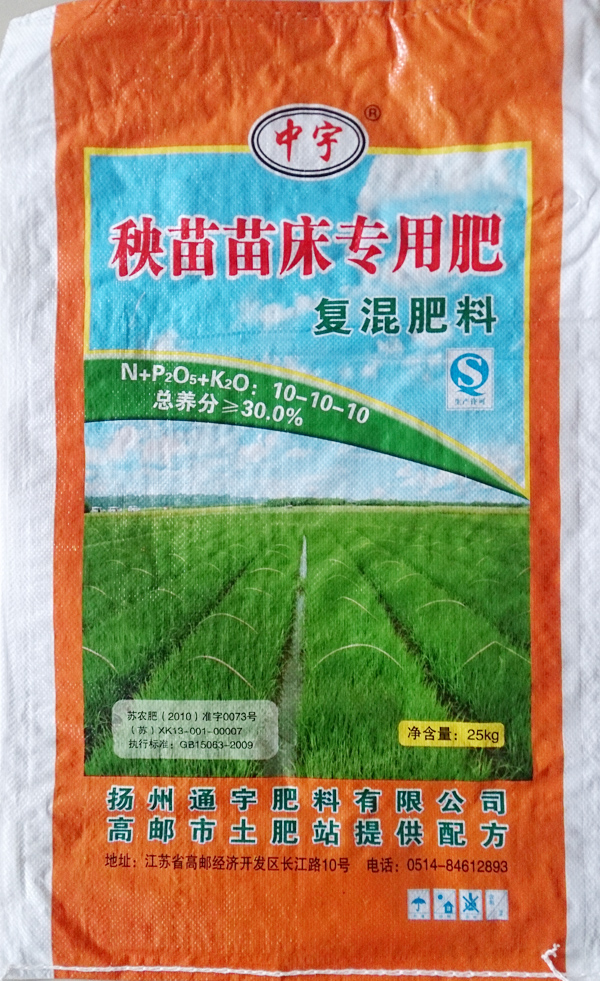 中宇
®
秧苗苗床专用肥
复混肥料
N+P₂O₅+K₂O：10-10-10
总养分≥30.0%
生产许可
苏农肥（2010）准字0073号
（苏）XK13-001-00007
执行标准：GB15063-2009
净含量：25kg
扬州通宇肥料有限公司
高邮市土肥站提供配方
地址：江苏省高邮经济开发区长江路10号 电话：0514-84612893